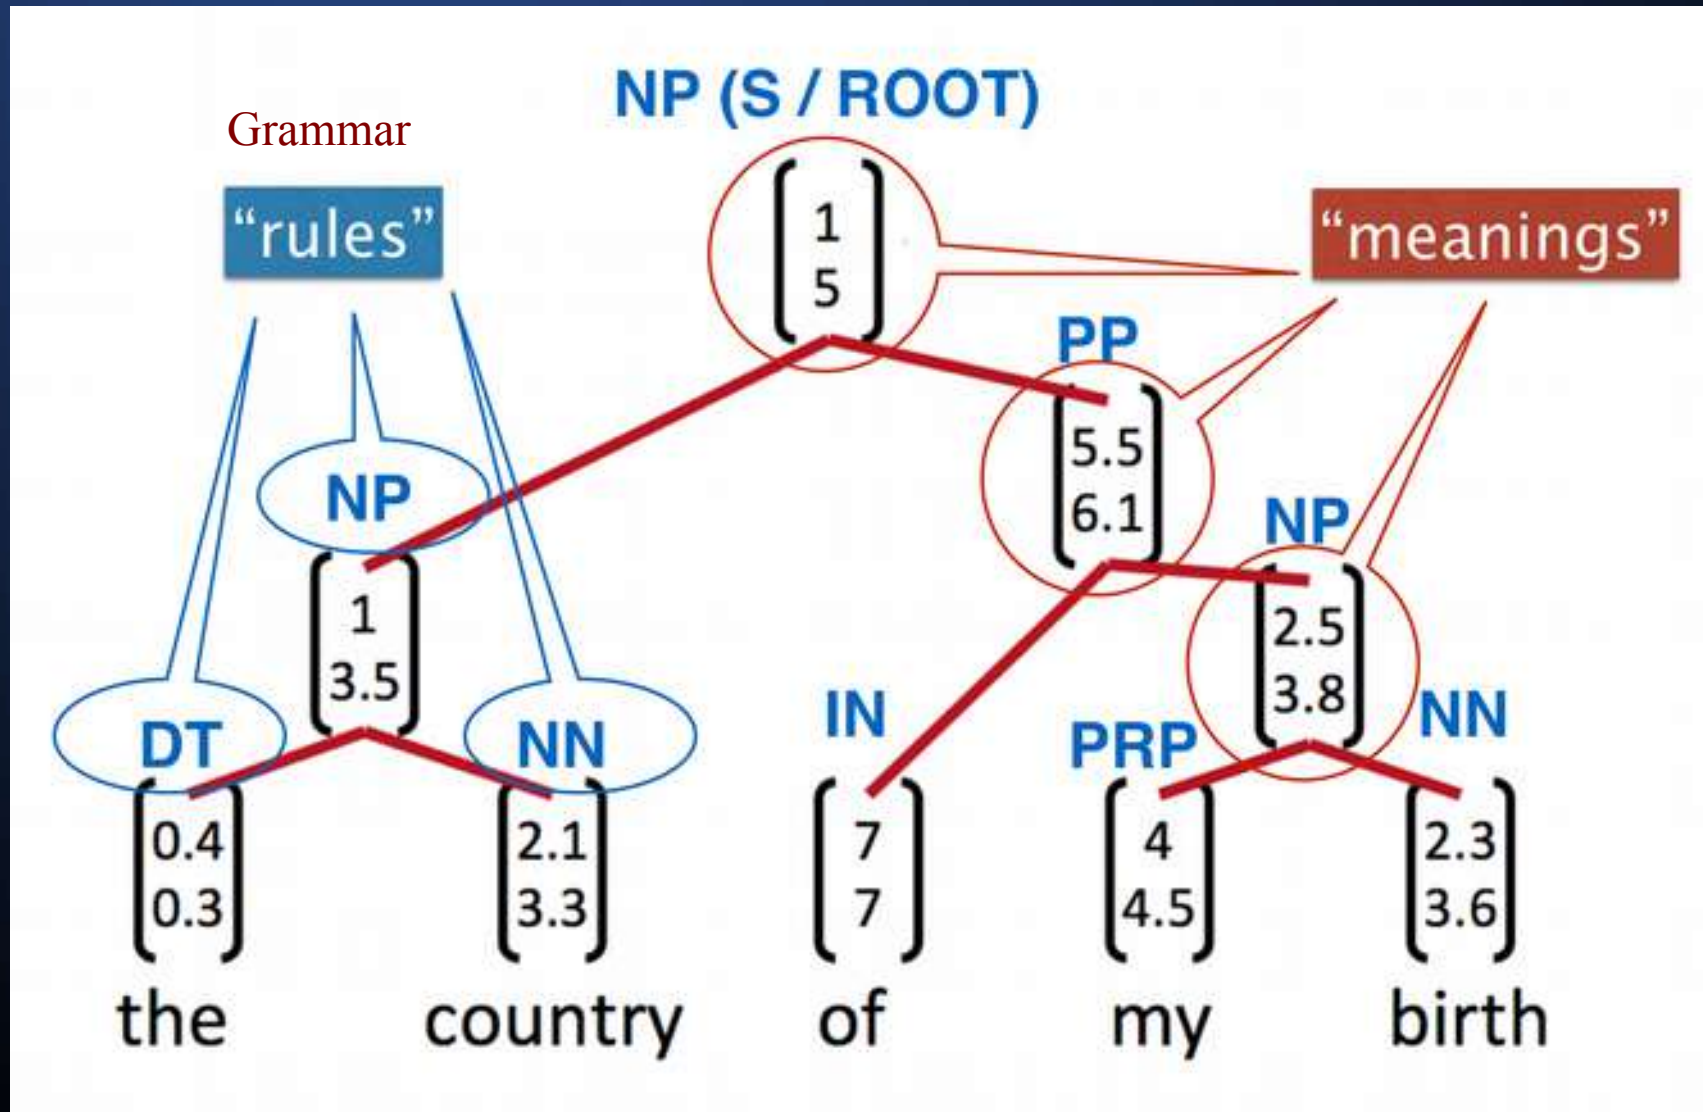 NP (S / ROOT)
Grammar
“rules”
“meanings”
1
5
PP
5.5
6.1
NP
NP
1
3.5
2.5
3.8
DT
NN
IN
PRP
NN
0.4
0.3
2.1
3.3
7
7
4
4.5
2.3
3.6
the country of my birth